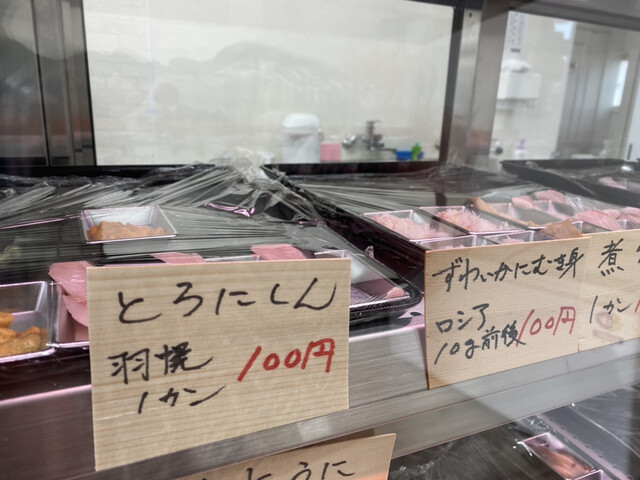 とろにしん
羽幌
1カン
100円
ずわいかにむき身
ロシア
10g前後100円
煮
1カン
うに